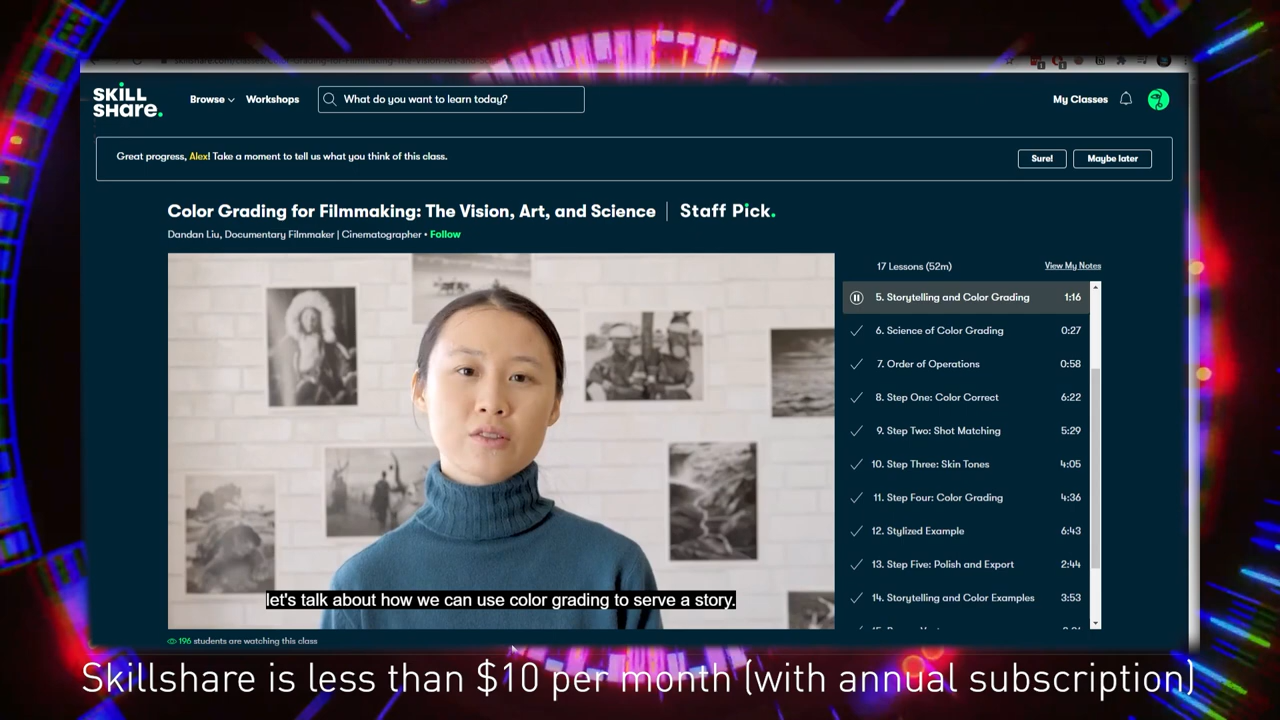 SKILL
SHARE.
Browse
Workshops
What do you want to learn today?
My Classes
Great progress, Alex! Take a moment to tell us what you think of this class.
Sure!
Maybe later
Color Grading for Filmmaking: The Vision, Art, and Science
Staff Pick.
Dandan Liu, Documentary Filmmaker | Cinematographer • Follow
17 Lessons (52m)
View My Notes
5. Storytelling and Color Grading 1:16
6. Science of Color Grading 0:27
7. Order of Operations 0:58
8. Step One: Color Correct 6:22
9. Step Two: Shot Matching 5:29
10. Step Three: Skin Tones 4:05
11. Step Four: Color Grading 4:36
12. Stylized Example 6:43
13. Step Five: Polish and Export 2:44
14. Storytelling and Color Examples 3:53
let's talk about how we can use color grading to serve a story.
196 students are watching this class
Skillshare is less than $10 per month (with annual subscription)